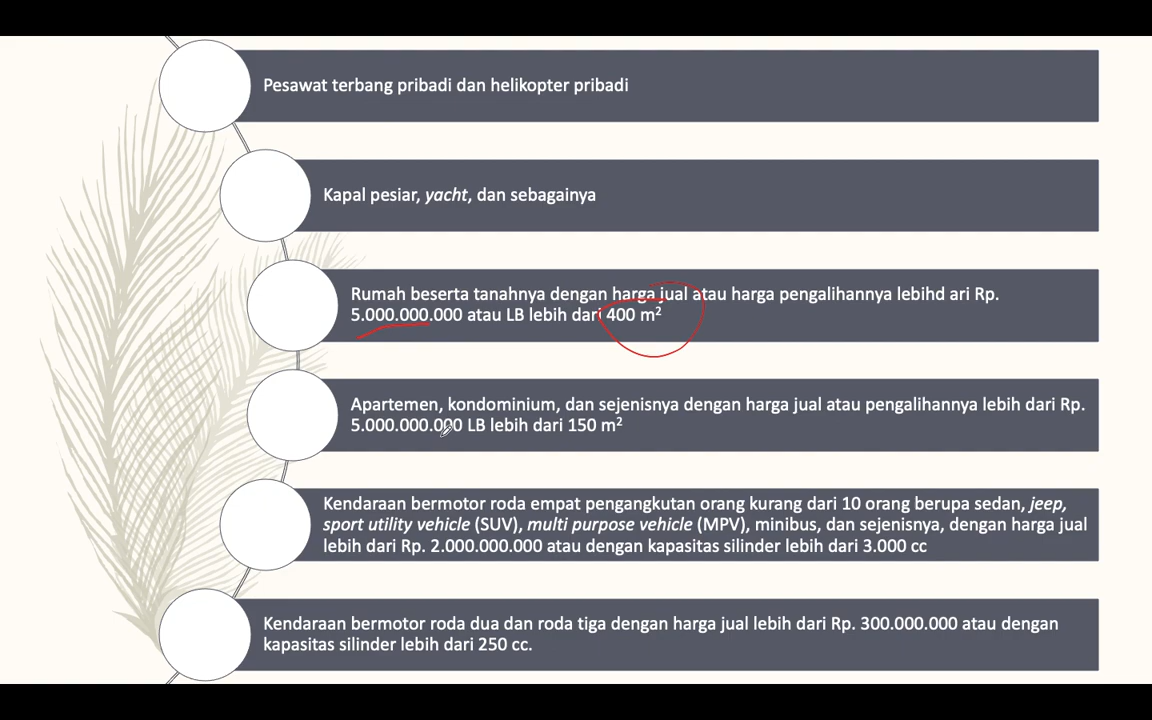 Pesawat terbang pribadi dan helikopter pribadi
Kapal pesiar, yacht, dan sebagainya
Rumah beserta tanahnya dengan harga jual atau harga pengalihannya lebihd ari Rp.
5.000.000.000 atau LB lebih dari 400 m²
Apartemen, kondominium, dan sejenisnya dengan harga jual atau pengalihannya lebih dari Rp.
5.000.000.000 LB lebih dari 150 m²
Kendaraan bermotor roda empat pengangkutan orang kurang dari 10 orang berupa sedan, jeep,
sport utility vehicle (SUV), multi purpose vehicle (MPV), minibus, dan sejenisnya, dengan harga jual
lebih dari Rp. 2.000.000.000 atau dengan kapasitas silinder lebih dari 3.000 cc
Kendaraan bermotor roda dua dan roda tiga dengan harga jual lebih dari Rp. 300.000.000 atau dengan
kapasitas silinder lebih dari 250 cc.